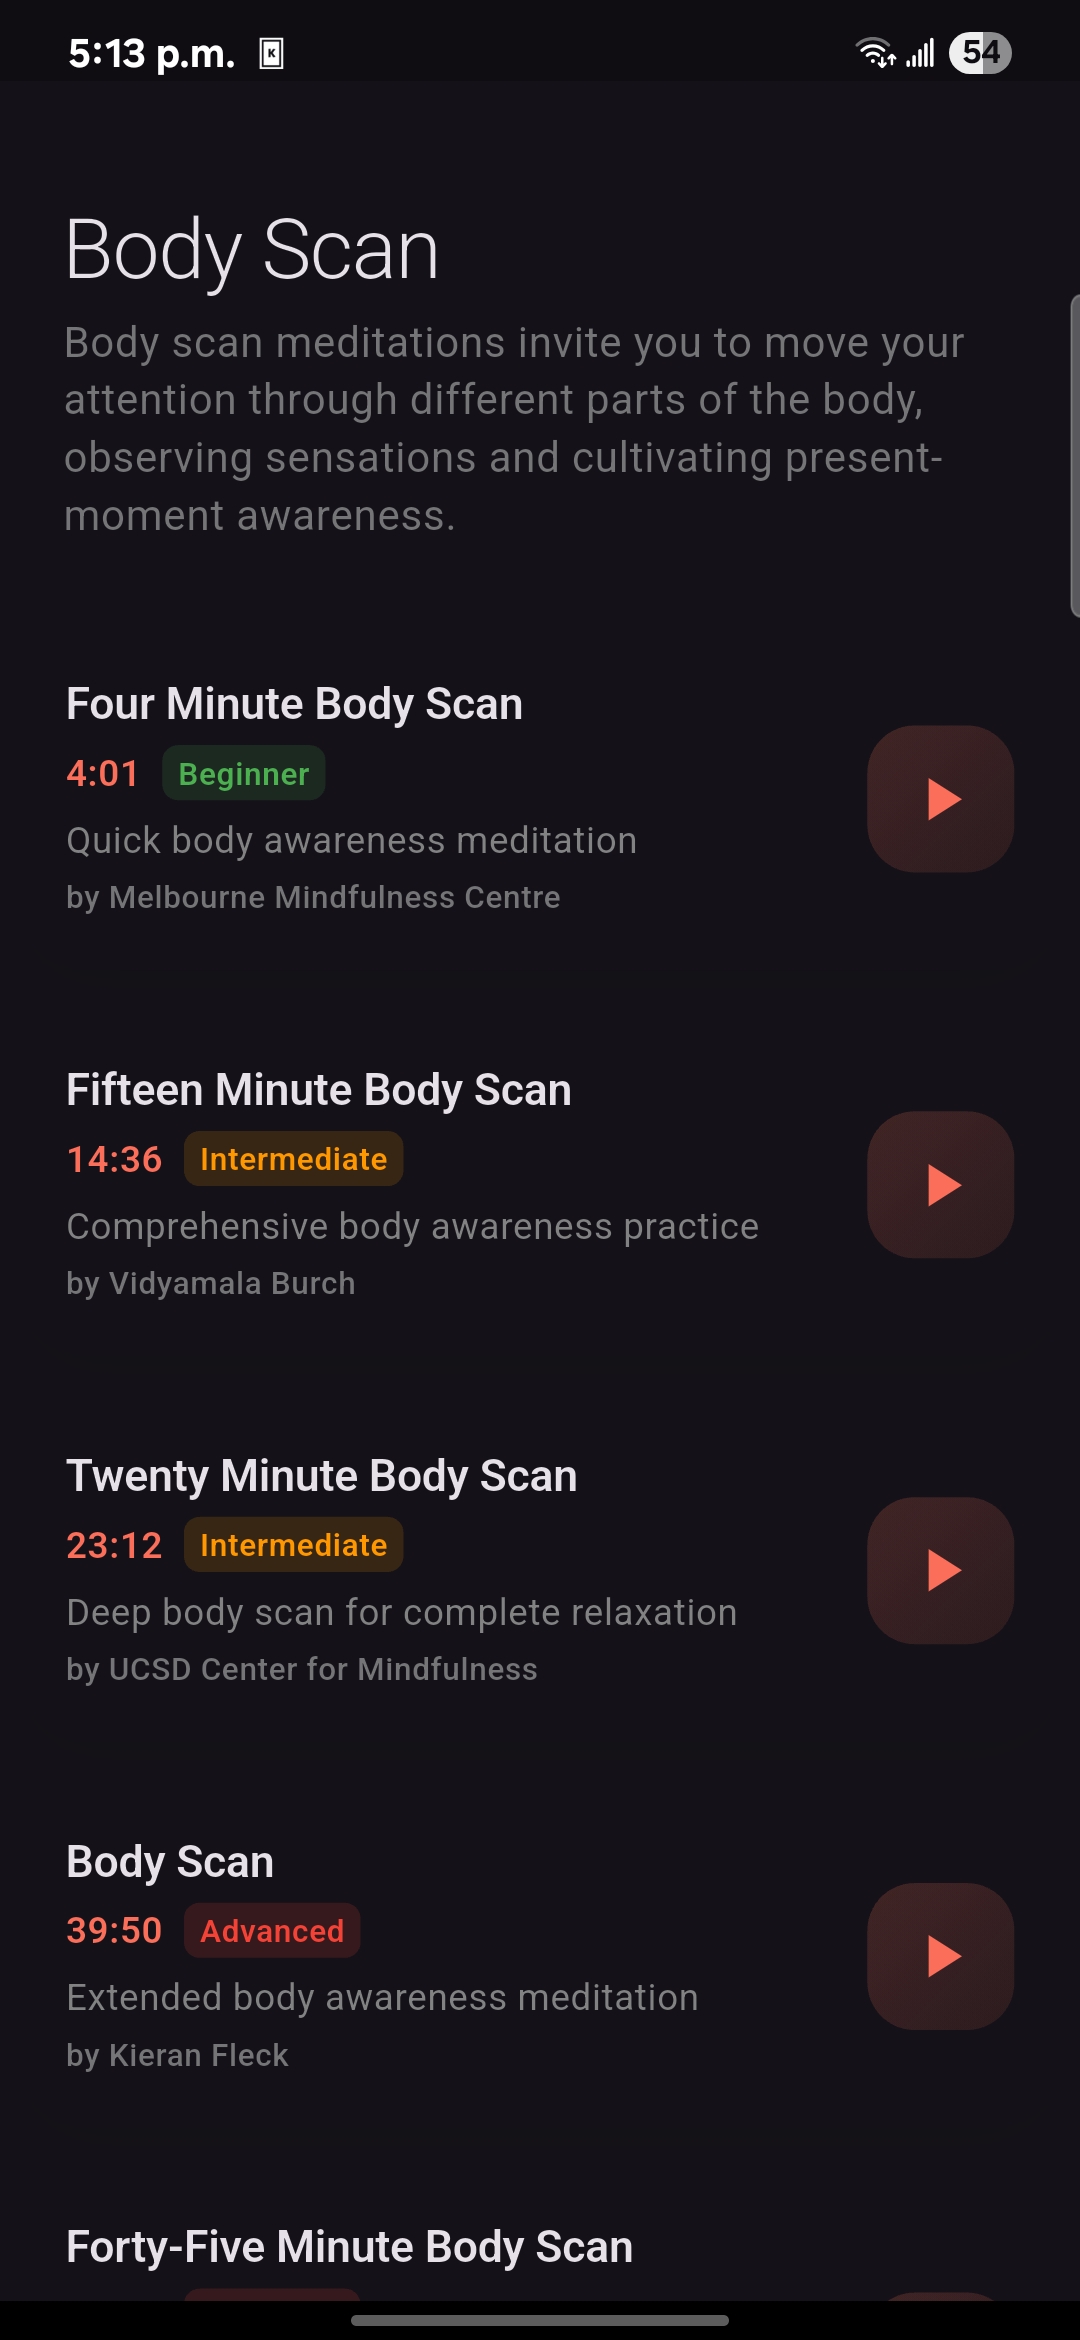 5:13 p.m.
K
54
Body Scan
Body scan meditations invite you to move your
attention through different parts of the body,
observing sensations and cultivating present-
moment awareness.
Four Minute Body Scan
4:01 Beginner
Quick body awareness meditation
by Melbourne Mindfulness Centre
Fifteen Minute Body Scan
14:36 Intermediate
Comprehensive body awareness practice
by Vidyamala Burch
Twenty Minute Body Scan
23:12 Intermediate
Deep body scan for complete relaxation
by UCSD Center for Mindfulness
Body Scan
39:50 Advanced
Extended body awareness meditation
by Kieran Fleck
Forty-Five Minute Body Scan